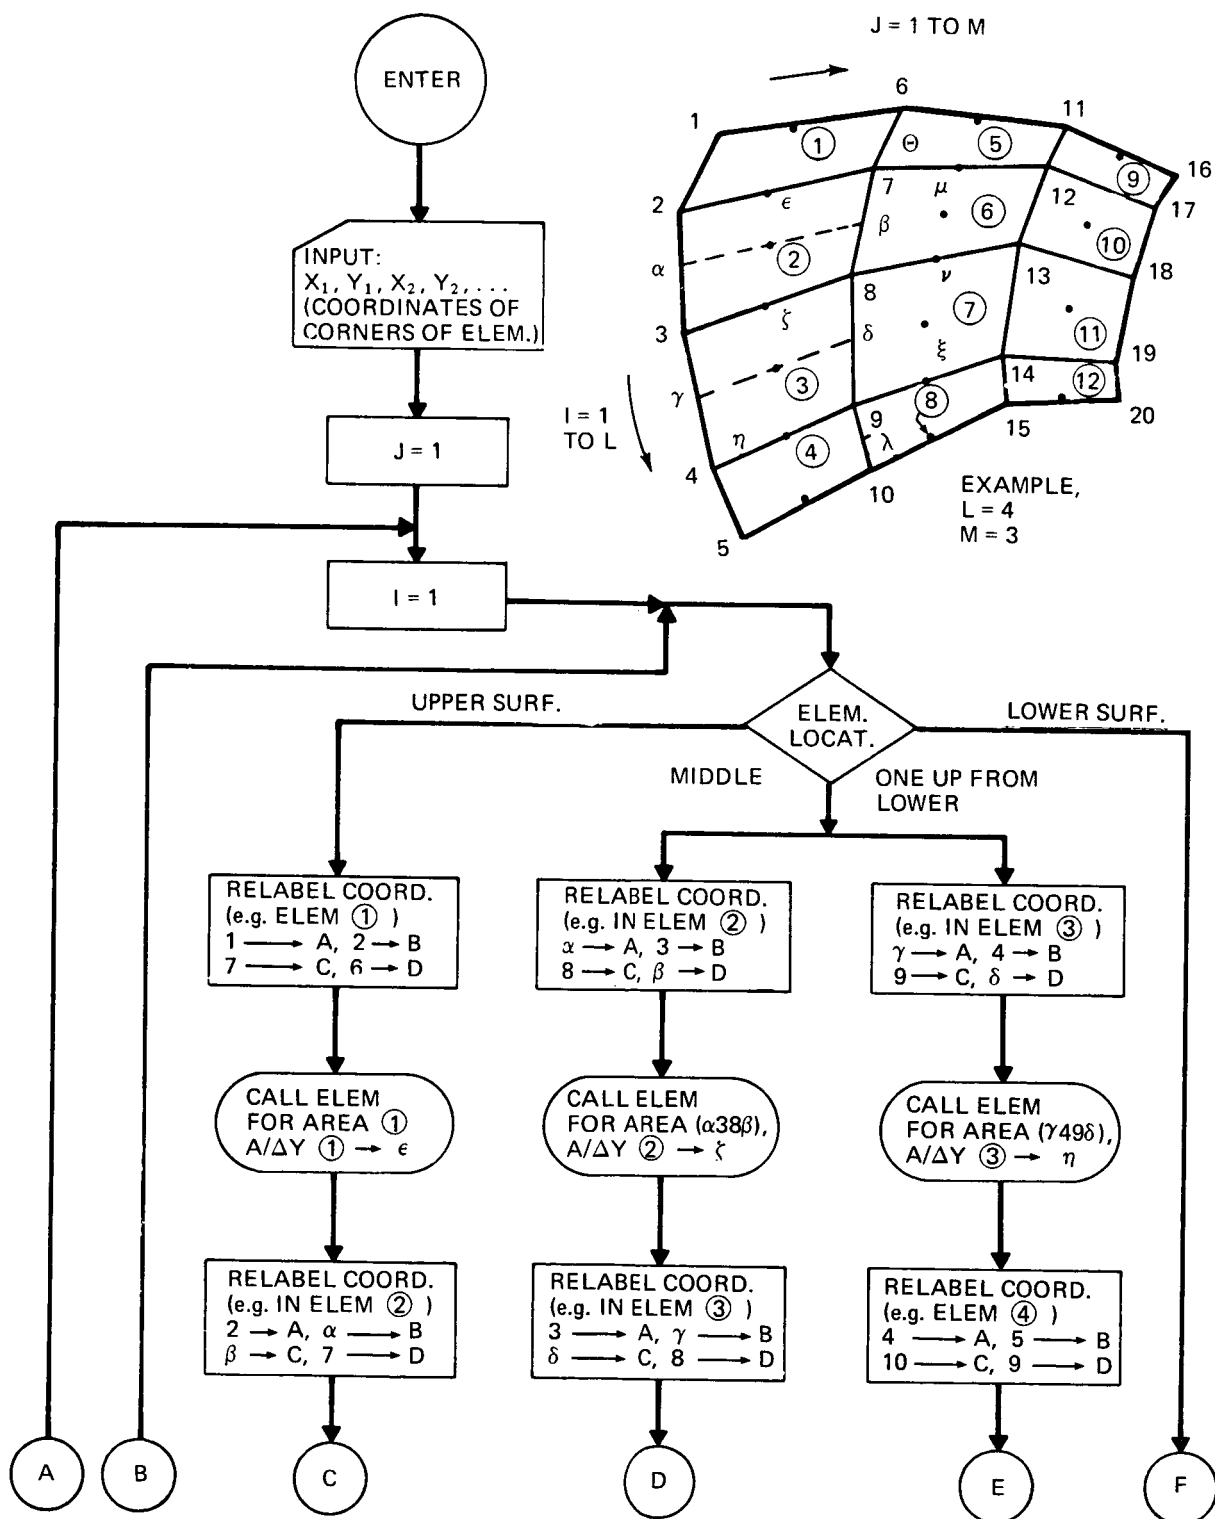 ENTER
INPUT:
X₁, Y₁, X₂, Y₂, ...
(COORDINATES OF
CORNERS OF ELEM.)
J = 1
I = 1
J = 1 TO M
1
6
11
16
① Θ ⑤ ⑨
2
ε
7
μ
⑥
12
17
α
②
β
⑩
3
ζ
8
ν
⑦
13
18
γ
③
δ
ξ
⑪
I = 1
TO L
η
④
9
λ
⑧
14
⑫
19
4
10
15
20
5
EXAMPLE,
L = 4
M = 3
UPPER SURF.
ELEM.
LOCAT.
LOWER SURF.
MIDDLE
ONE UP FROM
LOWER
RELABEL COORD.
(e.g. ELEM ① )
1 → A, 2 → B
7 → C, 6 → D
RELABEL COORD.
(e.g. IN ELEM ② )
α → A, 3 → B
8 → C, β → D
RELABEL COORD.
(e.g. IN ELEM ③ )
γ → A, 4 → B
9 → C, δ → D
CALL ELEM
FOR AREA ①
A/ΔY ① → ε
CALL ELEM
FOR AREA (α38β),
A/ΔY ② → ζ
CALL ELEM
FOR AREA (γ49δ),
A/ΔY ③ → η
RELABEL COORD.
(e.g. IN ELEM ② )
2 → A, α → B
β → C, 7 → D
RELABEL COORD.
(e.g. IN ELEM ③ )
3 → A, γ → B
δ → C, 8 → D
RELABEL COORD.
(e.g. ELEM ④ )
4 → A, 5 → B
10 → C, 9 → D
A
B
C
D
E
F